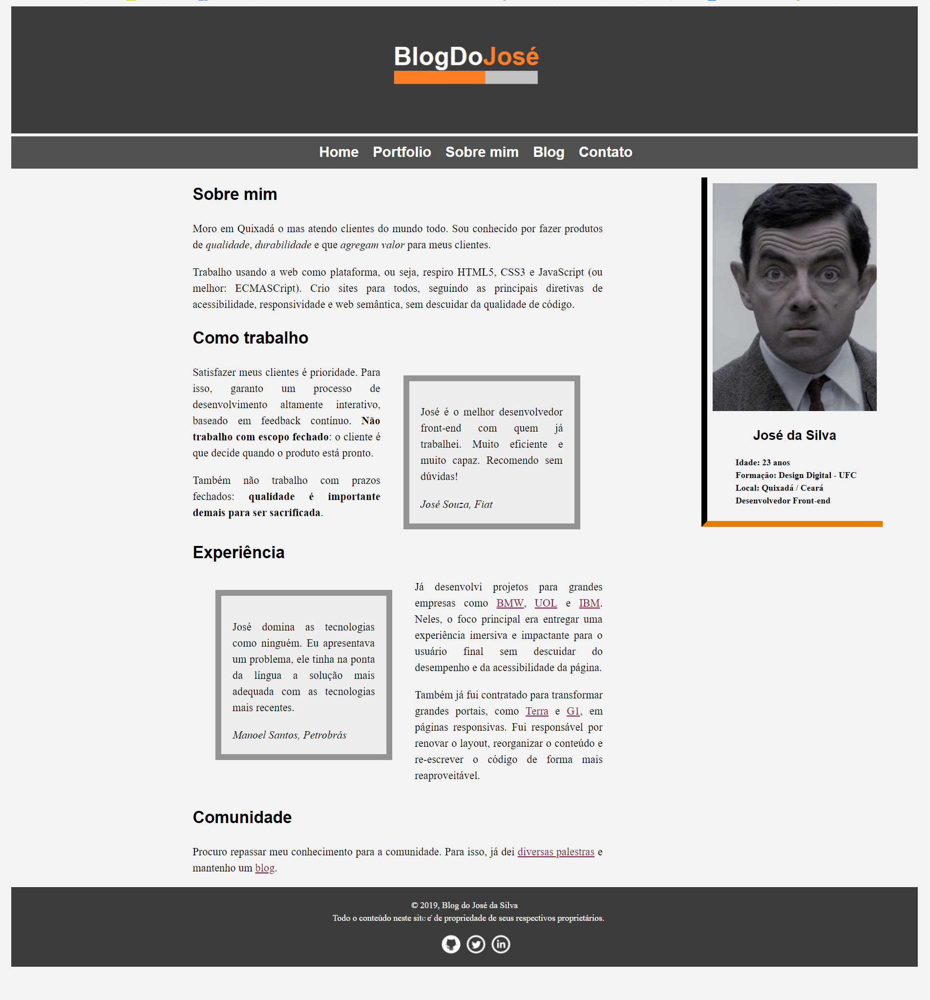 BlogDoJosé
Home Portfolio Sobre mim Blog Contato
Sobre mim
Moro em Quixadá o mas atendo clientes do mundo todo. Sou conhecido por fazer produtos
de qualidade, durabilidade e que agregam valor para meus clientes.
Trabalho usando a web como plataforma, ou seja, respiro HTML5, CSS3 e JavaScript (ou
melhor: ECMASCript). Crio sites para todos, seguindo as principais diretivas de
acessibilidade, responsividade e web semântica, sem descuidar da qualidade de código.
Como trabalho
Satisfazer meus clientes é prioridade. Para
isso, garanto um processo de
desenvolvimento altamente interativo,
baseado em feedback contínuo. Não
trabalho com escopo fechado: o cliente é
que decide quando o produto está pronto.
Também não trabalho com prazos
fechados: qualidade é importante
demais para ser sacrificada.
José é o melhor desenvolvedor
front-end com quem já
trabalhei. Muito eficiente e
muito capaz. Recomendo sem
dúvidas!
José Souza, Fiat
Experiência
José domina as tecnologias
como ninguém. Eu apresentava
um problema, ele tinha na ponta
da língua a solução mais
adequada com as tecnologias
mais recentes.
Manoel Santos, Petrobrás
Já desenvolvi projetos para grandes
empresas como BMW, UOL e IBM.
Neles, o foco principal era entregar uma
experiência imersiva e impactante para o
usuário final sem descuidar do
desempenho e da acessibilidade da página.
Também já fui contratado para transformar
grandes portais, como Terra e G1, em
páginas responsivas. Fui responsável por
renovar o layout, reorganizar o conteúdo e
re-escrever o código de forma mais
reaproveitável.
Comunidade
Procuro repassar meu conhecimento para a comunidade. Para isso, já dei diversas palestras e
mantenho um blog.
José da Silva
Idade: 23 anos
Formação: Design Digital - UFC
Local: Quixadá / Ceará
Desenvolvedor Front-end
© 2019, Blog do José da Silva
Todo o conteúdo neste site é de propriedade de seus respectivos proprietários.
in